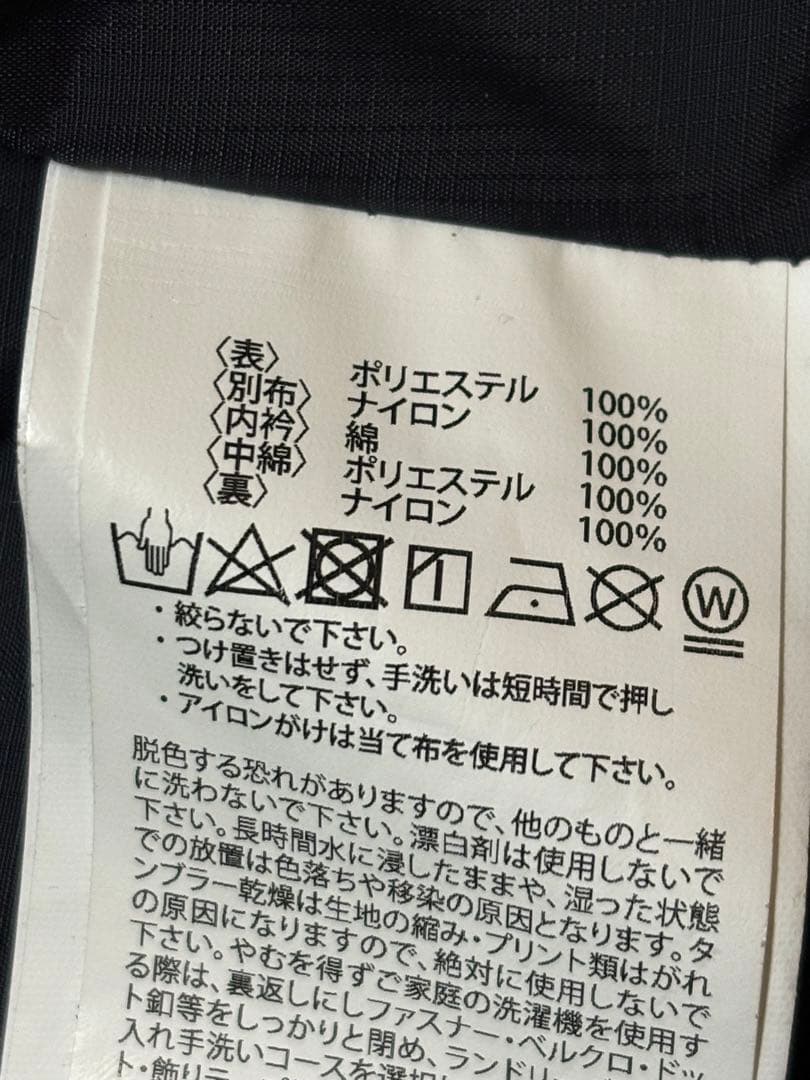 〈表〉 ポリエステル 100%
〈別布〉 ナイロン 100%
〈内衿〉 綿 100%
〈中綿〉 ポリエステル 100%
〈裏〉 ナイロン 100%
W
・絞らないで下さい。
・つけ置きはせず、手洗いは短時間で押し
洗いをして下さい。
・アイロンがけは当て布を使用して下さい。
脱色する恐れがありますので、他のものと一緒
に洗わないで下さい。漂白剤は使用しないで
下さい。長時間水に浸したままや、湿った状態
での放置は色落ちや移染の原因となります。タ
ンブラー乾燥は生地の縮み・プリント類はがれ
の原因になりますので、絶対に使用しないで
下さい。やむを得ずご家庭の洗濯機を使用す
る際は、裏返しにしファスナー・ベルクロ・ドッ
ト釦等をしっかりと閉め、ランドリー
入れ手洗いコースを選択し
ト・飾り